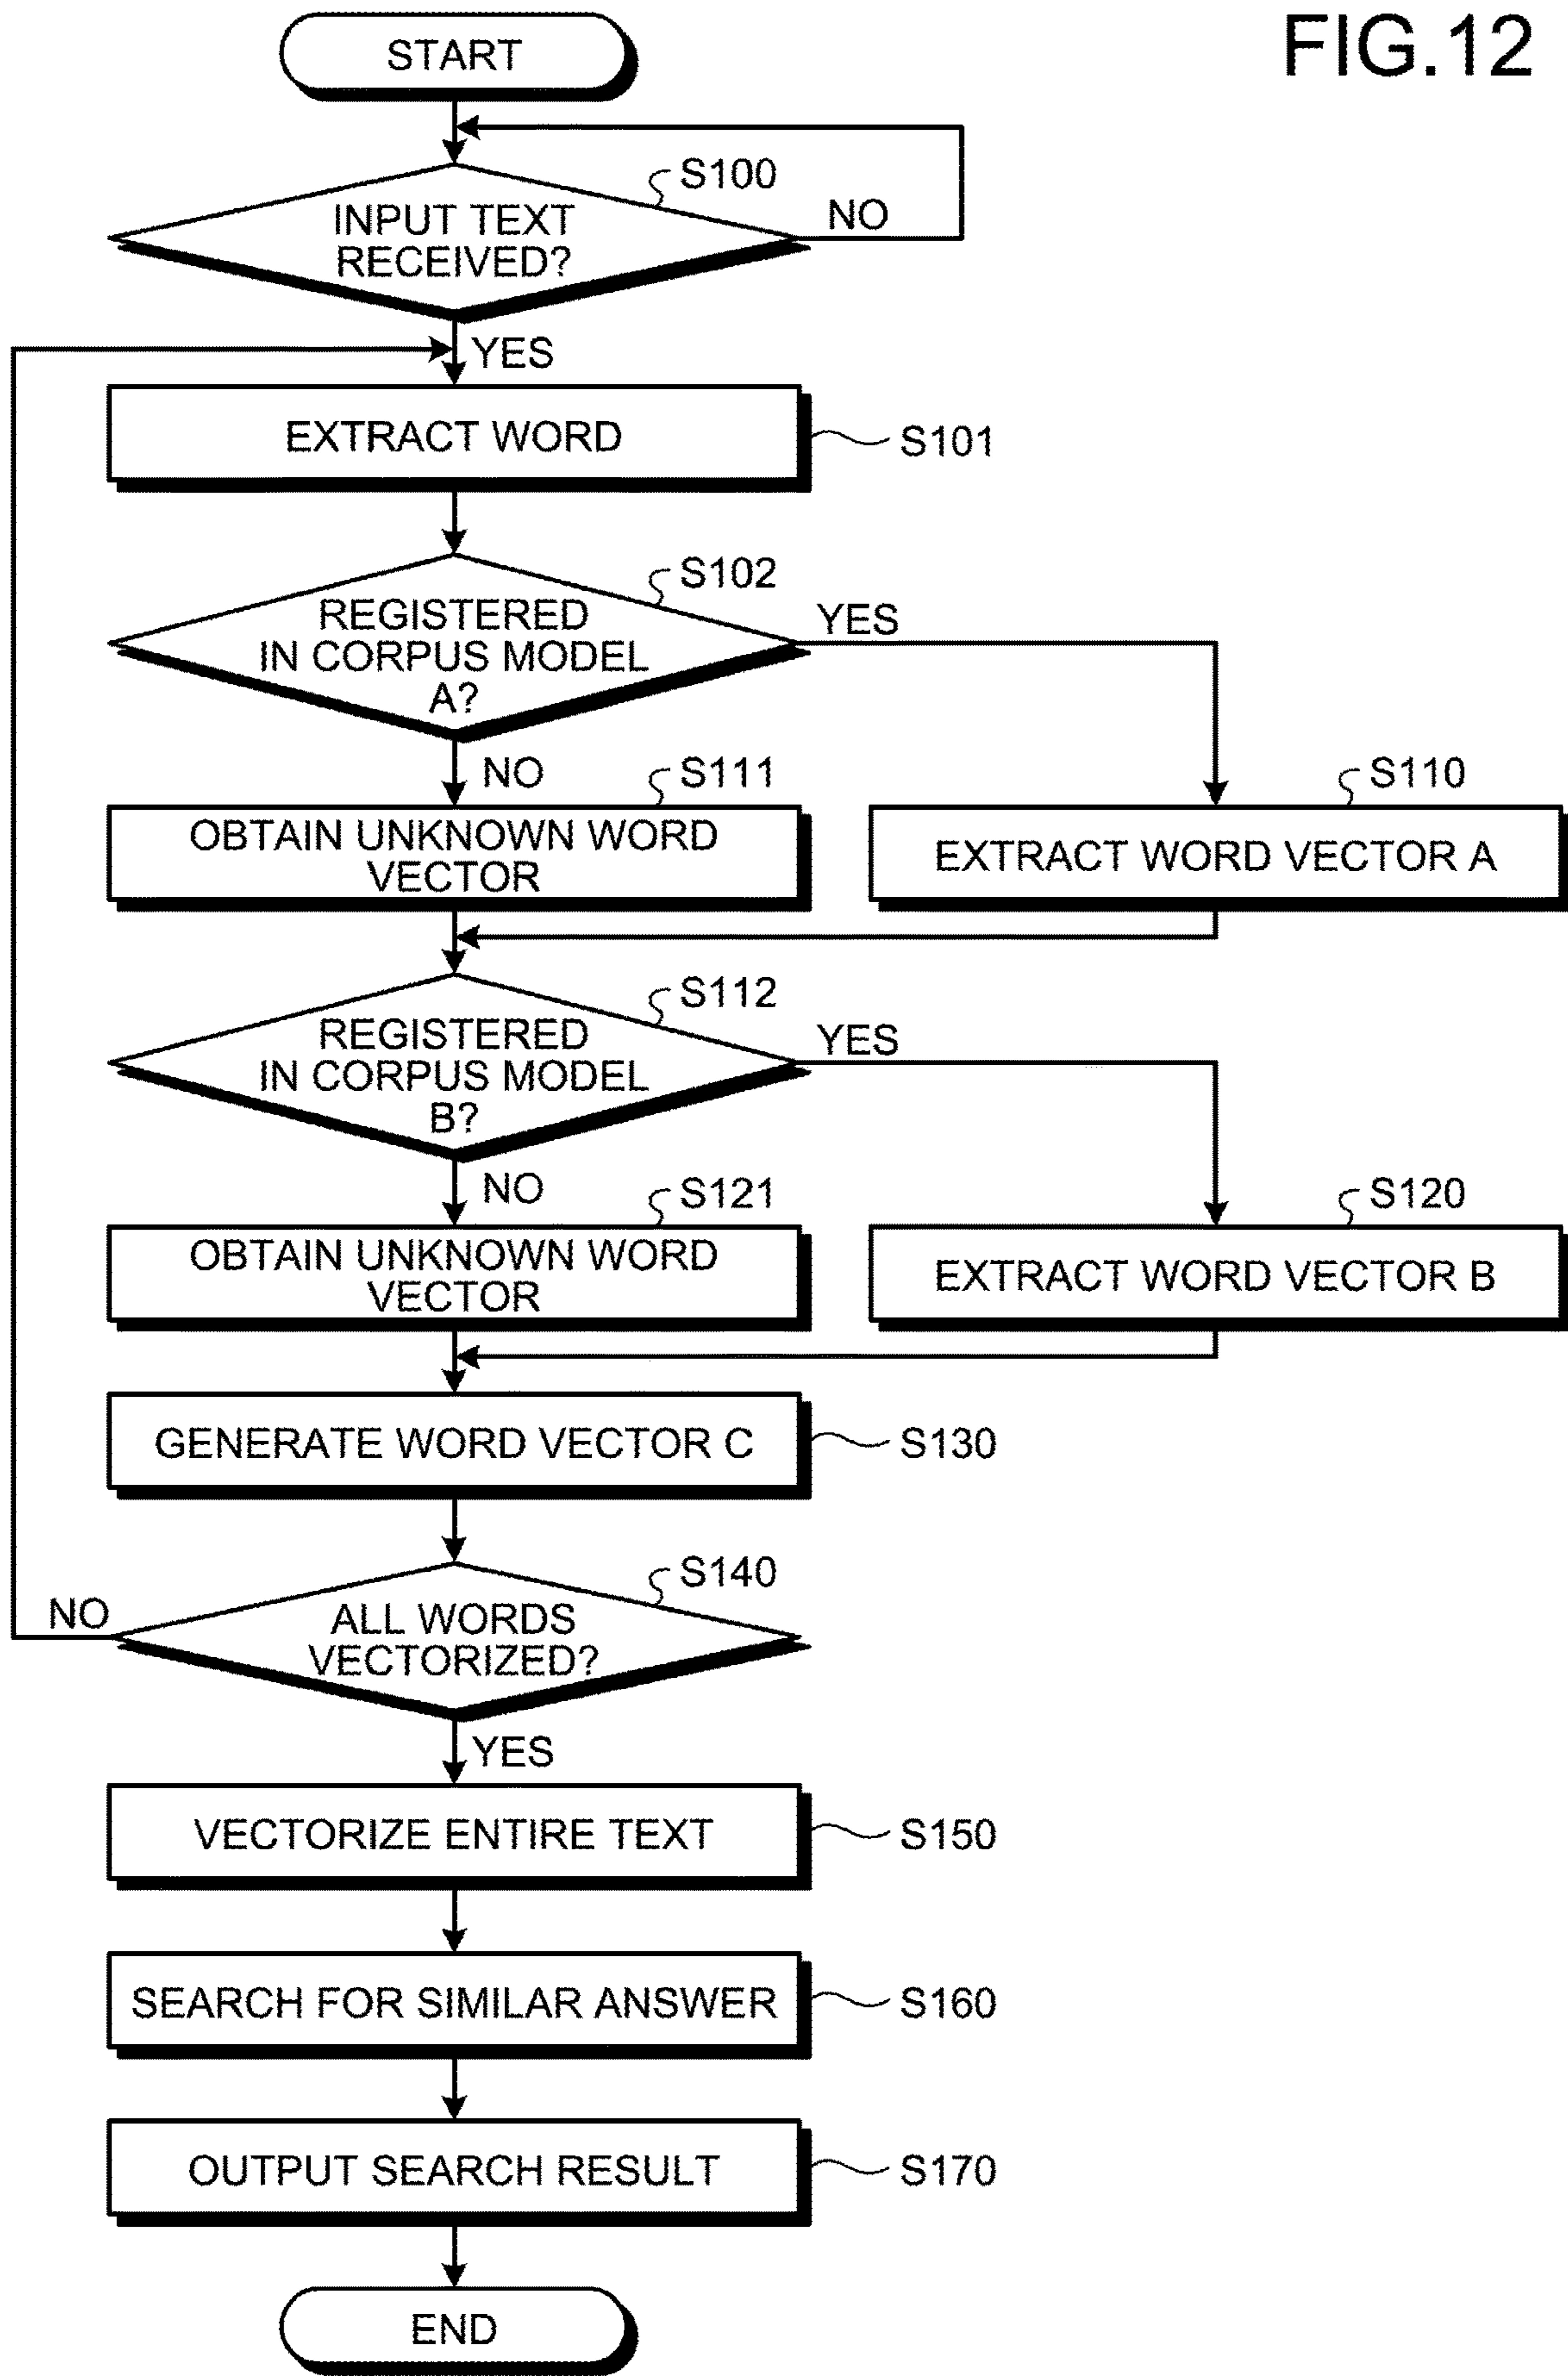 FIG.12
START
S100
INPUT TEXT
RECEIVED?
NO
YES
EXTRACT WORD
S101
S102
REGISTERED
IN CORPUS MODEL
A?
YES
NO
S111
S110
OBTAIN UNKNOWN WORD
VECTOR
EXTRACT WORD VECTOR A
S112
REGISTERED
IN CORPUS MODEL
B?
YES
NO
S121
S120
OBTAIN UNKNOWN WORD
VECTOR
EXTRACT WORD VECTOR B
GENERATE WORD VECTOR C
S130
S140
ALL WORDS
VECTORIZED?
NO
YES
VECTORIZE ENTIRE TEXT
S150
SEARCH FOR SIMILAR ANSWER
S160
OUTPUT SEARCH RESULT
S170
END